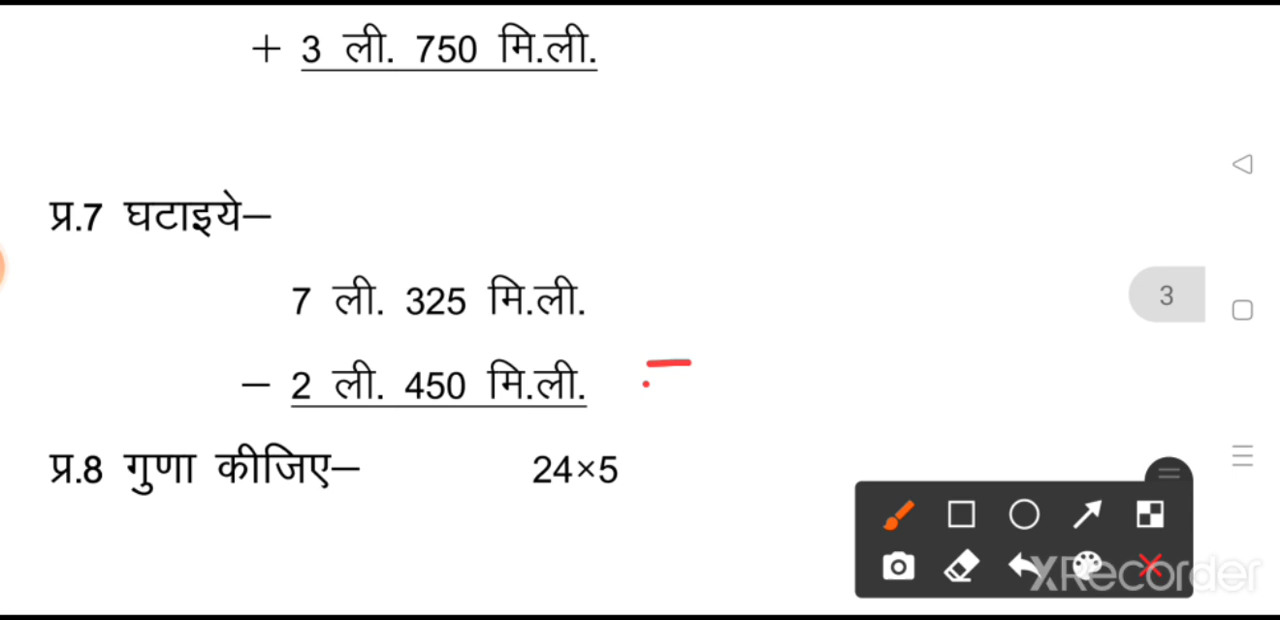 + 3 ली. 750 मि.ली.
प्र.7 घटाइये–
7 ली. 325 मि.ली.
3
– 2 ली. 450 मि.ली.
प्र.8 गुणा कीजिए– 24×5
XRecorder